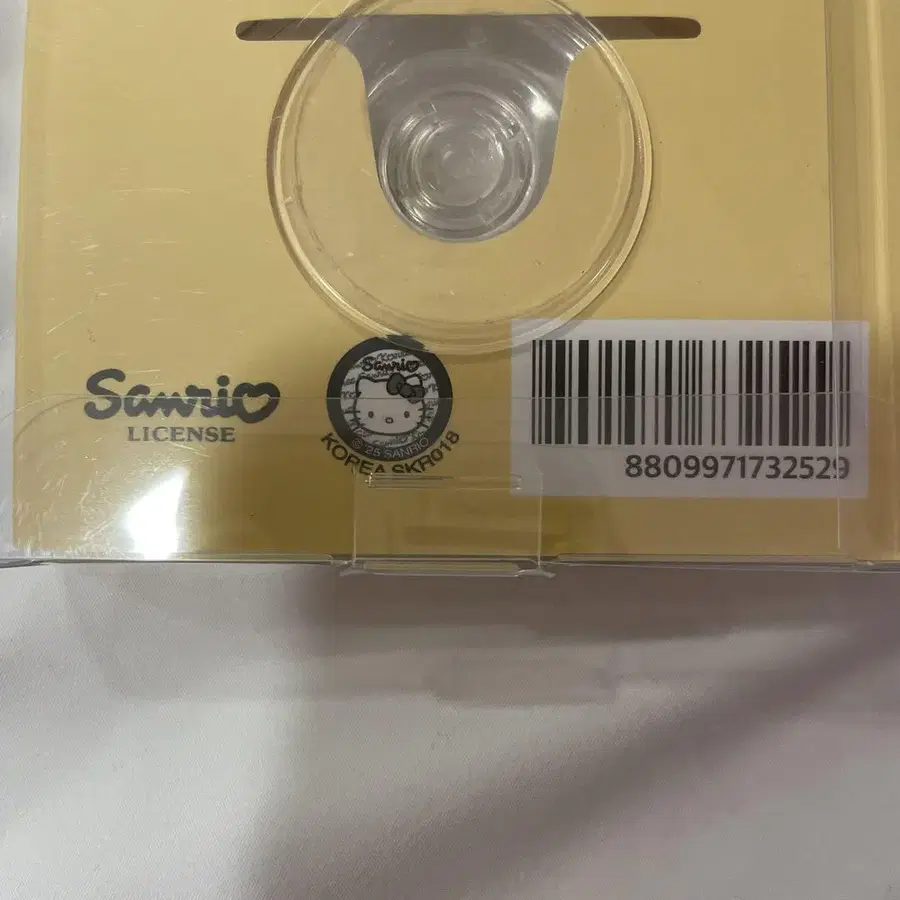 Sanrio
LICENSE
Sanrio
© '25 SANRIO
KOREA SKR018
8809971732529